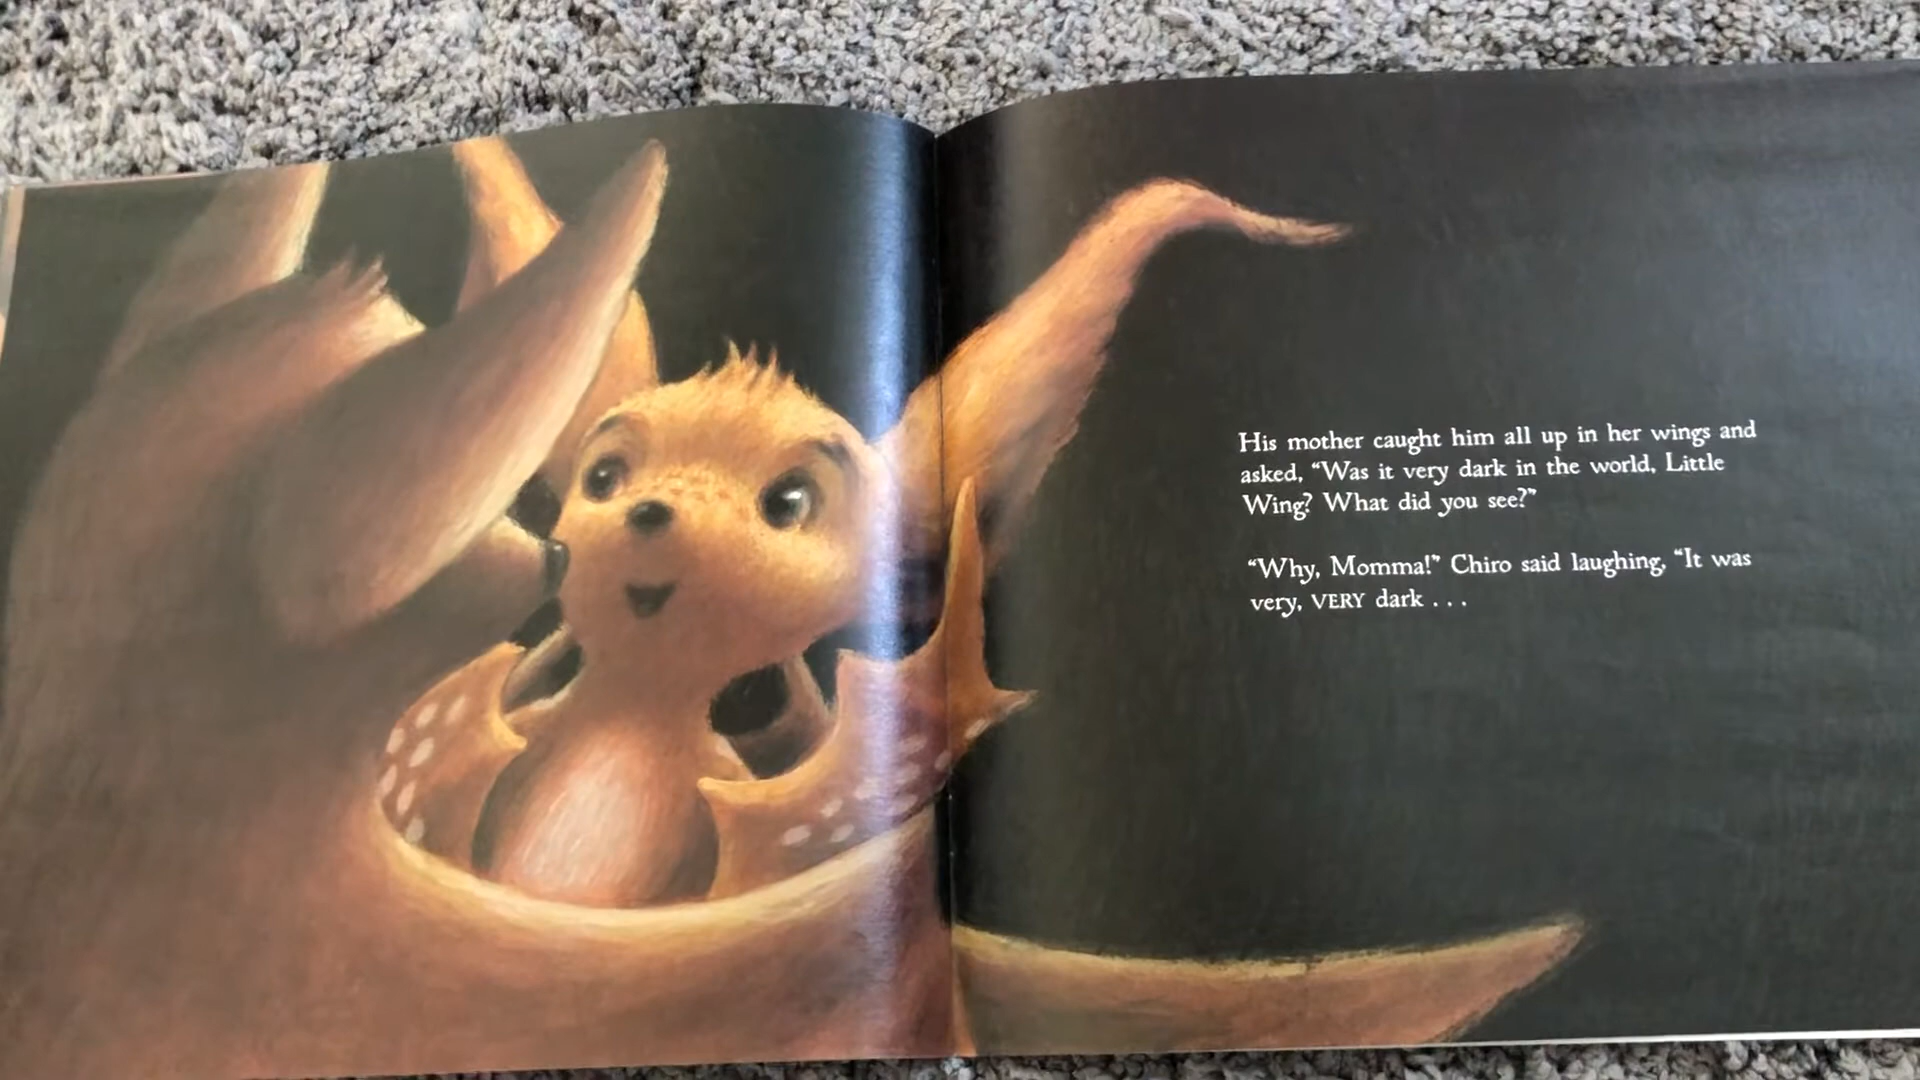 His mother caught him all up in her wings and
asked, “Was it very dark in the world, Little
Wing? What did you see?”
“Why, Momma!” Chiro said laughing, “It was
very, VERY dark . . .